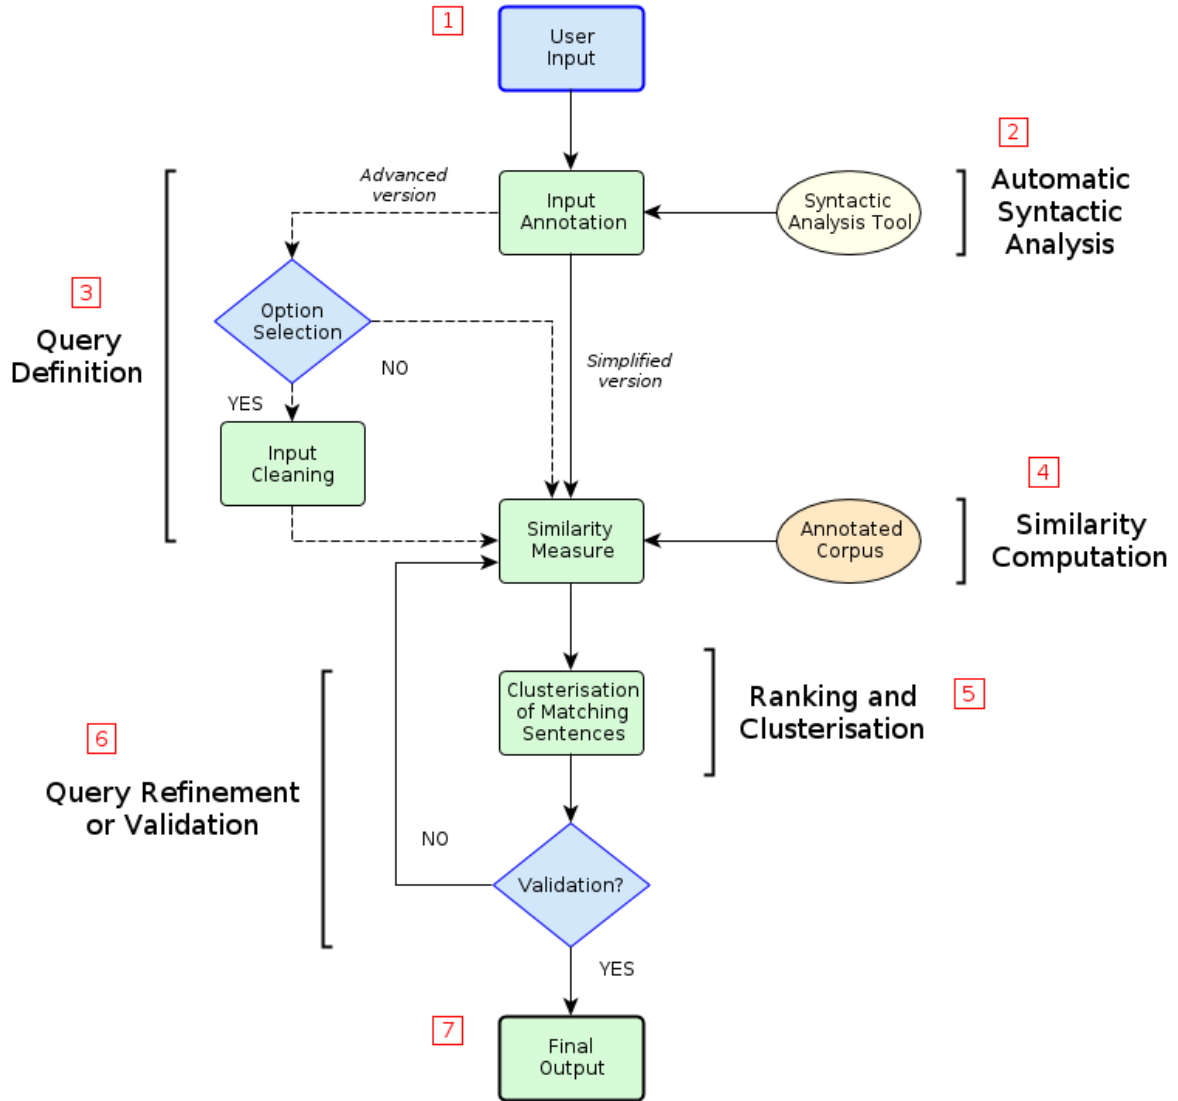 1
User
Input
2
Advanced
version
Input
Annotation
Syntactic
Analysis Tool
Automatic
Syntactic
Analysis
3
Query
Definition
Option
Selection
NO
Simplified
version
YES
Input
Cleaning
4
Similarity
Measure
Annotated
Corpus
Similarity
Computation
Clusterisation
of Matching
Sentences
Ranking and
Clusterisation
5
6
Query Refinement
or Validation
NO
Validation?
YES
7
Final
Output